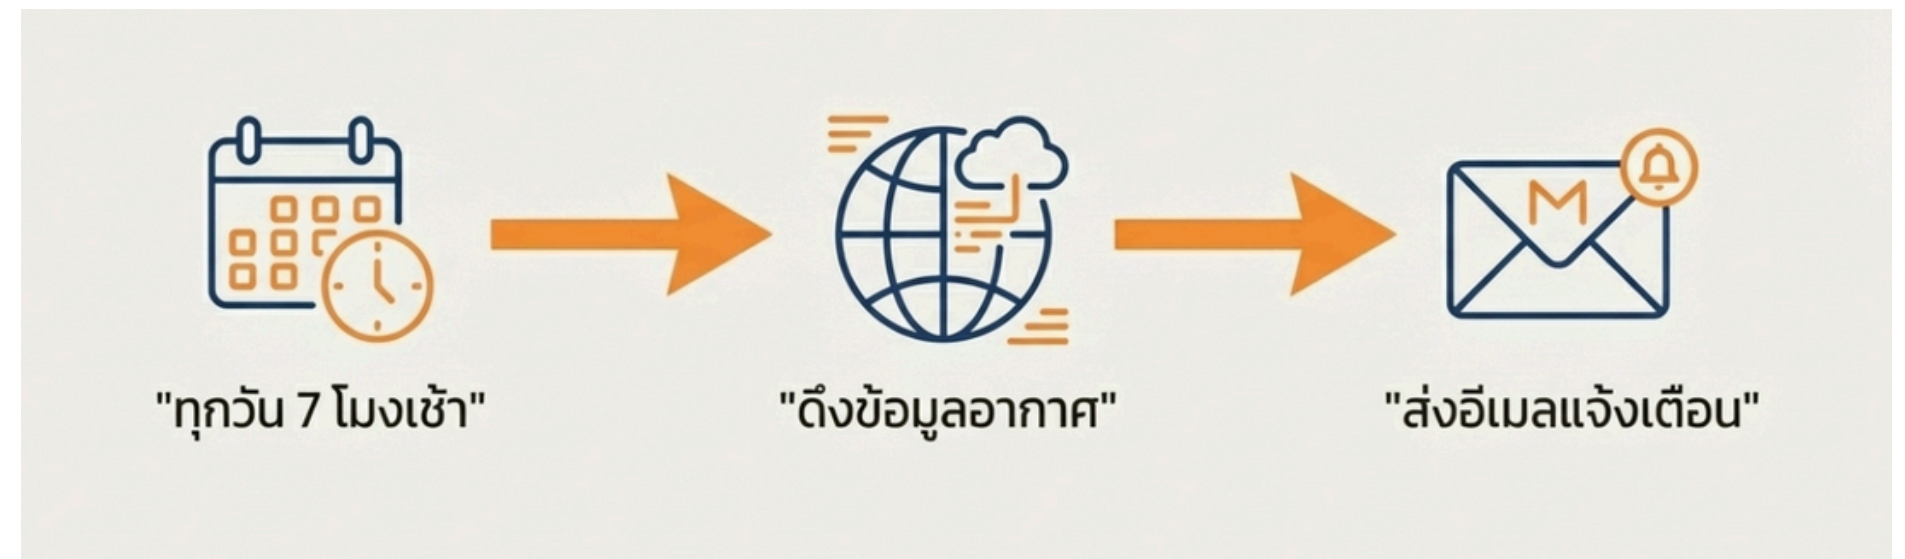 "ทุกวัน 7 โมงเช้า"
"ดึงข้อมูลอากาศ"
"ส่งอีเมลแจ้งเตือน"